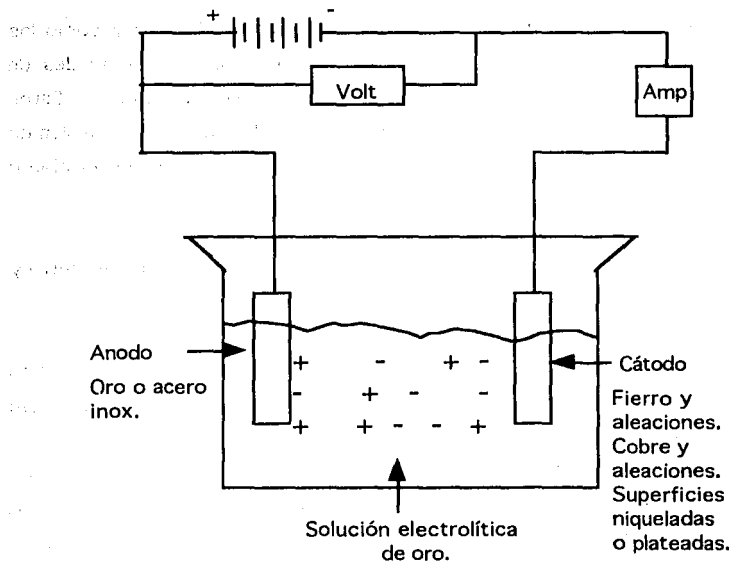 + -
Volt
Amp
Anodo
Oro o acero
inox.
+ - + -
- + - -
+ + - - +
Cátodo
Fierro y
aleaciones.
Cobre y
aleaciones.
Superficies
niqueladas
o plateadas.
Solución electrolítica
de oro.